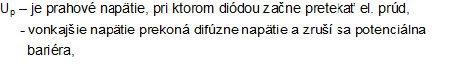 Uₚ – je prahové napätie, pri ktorom diódou začne pretekať el. prúd,
- vonkajšie napätie prekoná difúzne napätie a zruší sa potenciálna
bariéra,